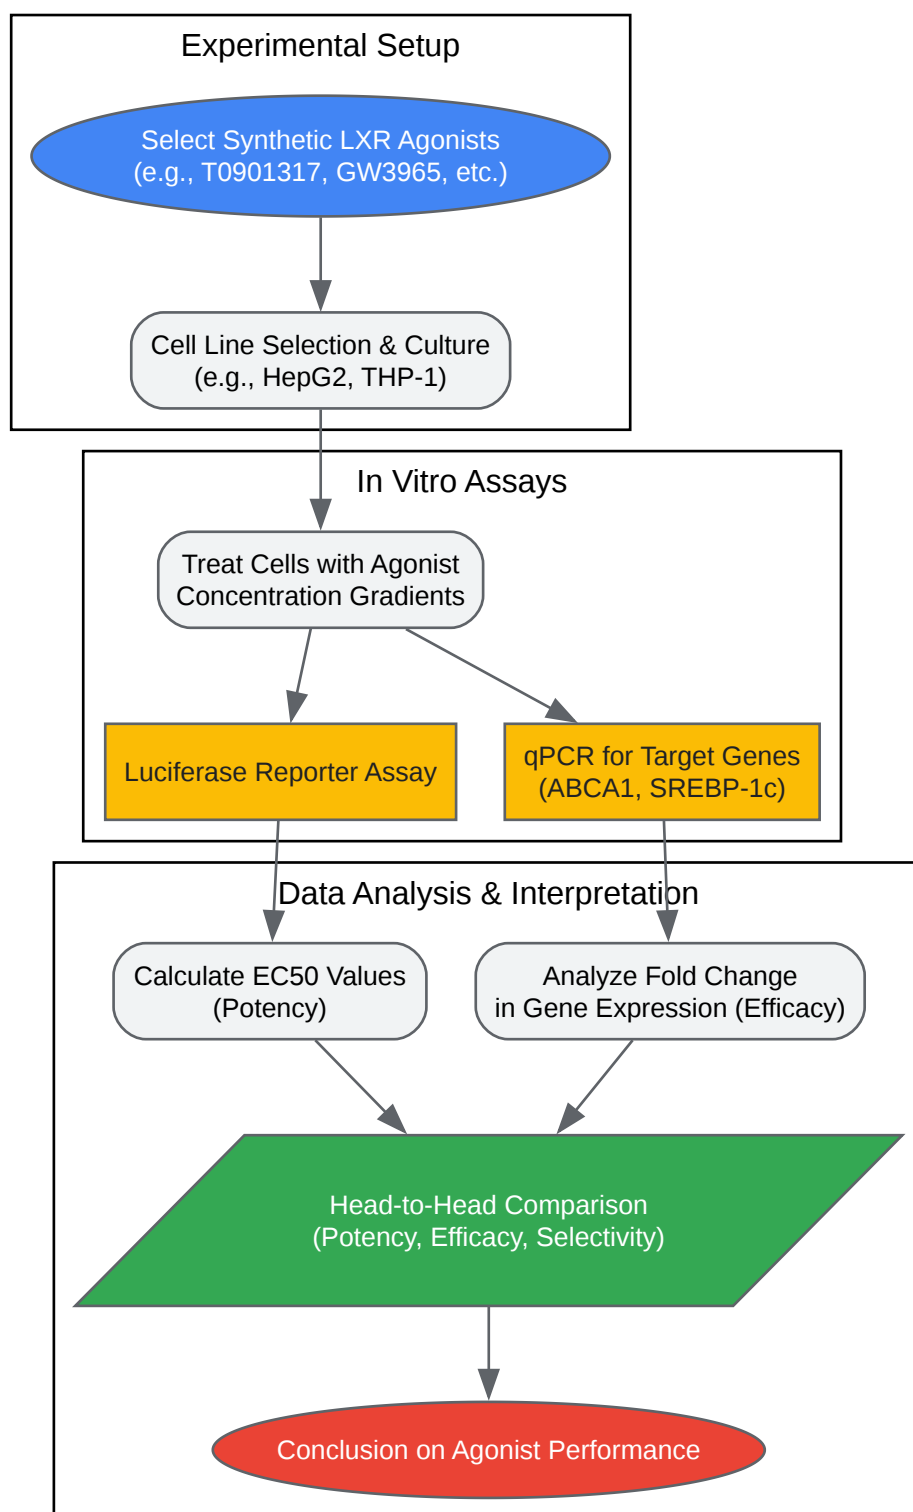 Experimental Setup
Select Synthetic LXR Agonists
(e.g., T0901317, GW3965, etc.)
Cell Line Selection & Culture
(e.g., HepG2, THP-1)
In Vitro Assays
Treat Cells with Agonist
Concentration Gradients
Luciferase Reporter Assay
qPCR for Target Genes
(ABCA1, SREBP-1c)
Data Analysis & Interpretation
Calculate EC50 Values
(Potency)
Analyze Fold Change
in Gene Expression (Efficacy)
Head-to-Head Comparison
(Potency, Efficacy, Selectivity)
Conclusion on Agonist Performance